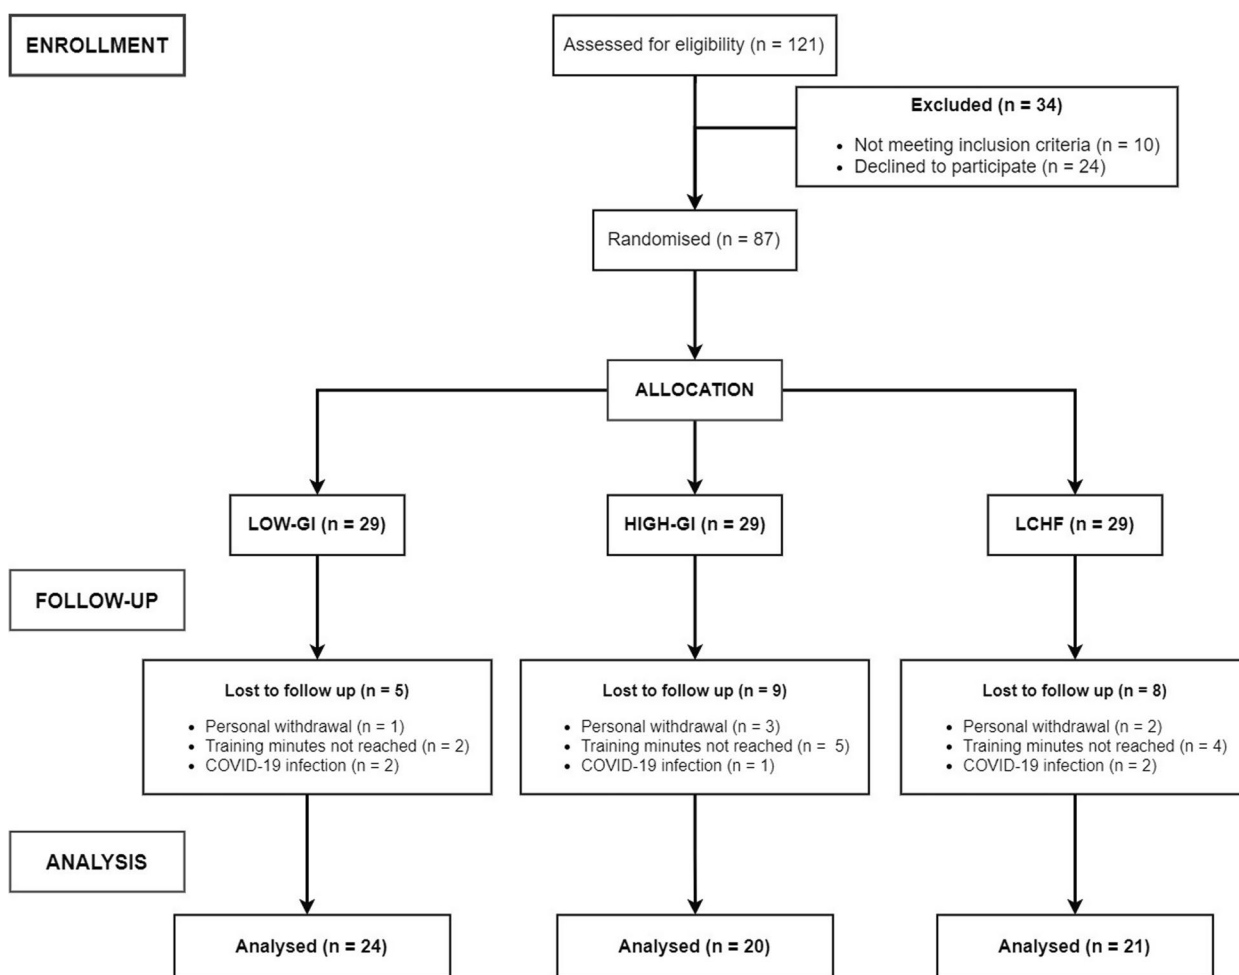 ENROLLMENT
Assessed for eligibility (n = 121)
Excluded (n = 34)
• Not meeting inclusion criteria (n = 10)
• Declined to participate (n = 24)
Randomised (n = 87)
ALLOCATION
LOW-GI (n = 29)
HIGH-GI (n = 29)
LCHF (n = 29)
FOLLOW-UP
Lost to follow up (n = 5)
• Personal withdrawal (n = 1)
• Training minutes not reached (n = 2)
• COVID-19 infection (n = 2)
Lost to follow up (n = 9)
• Personal withdrawal (n = 3)
• Training minutes not reached (n =  5)
• COVID-19 infection (n = 1)
Lost to follow up (n = 8)
• Personal withdrawal (n = 2)
• Training minutes not reached (n = 4)
• COVID-19 infection (n = 2)
ANALYSIS
Analysed (n = 24)
Analysed (n = 20)
Analysed (n = 21)